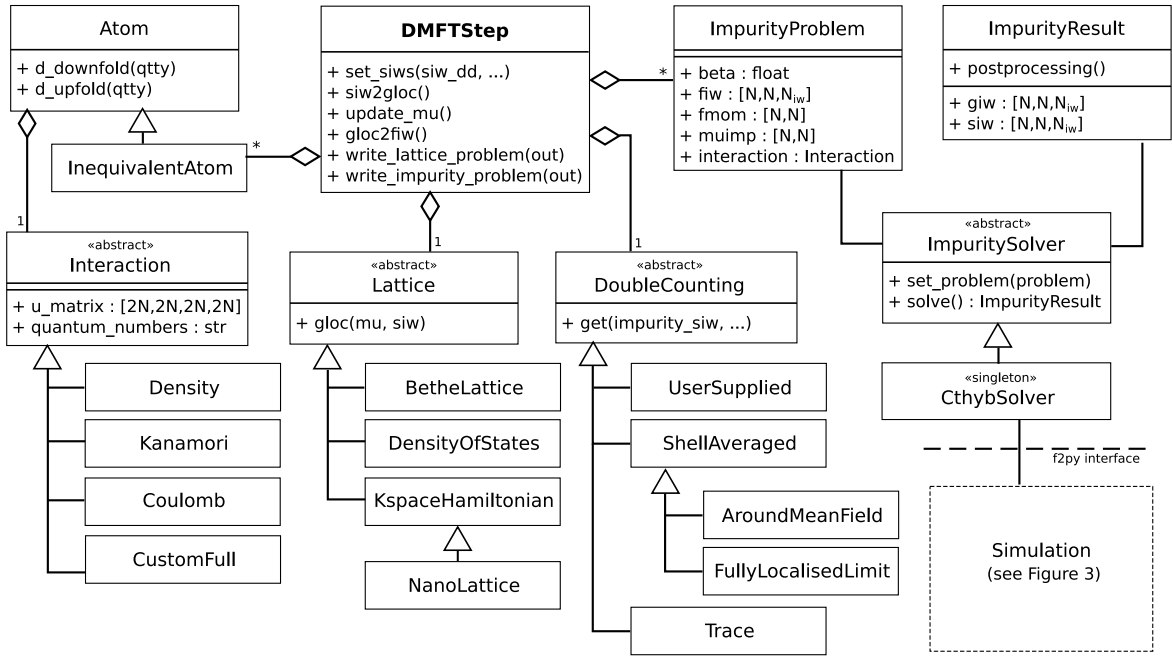 Atom
+ d_downfold(qtty)
+ d_upfold(qtty)
InequivalentAtom
*
DMFTStep
+ set_siws(siw_dd, ...)
+ siw2gloc()
+ update_mu()
+ gloc2fiw()
+ write_lattice_problem(out)
+ write_impurity_problem(out)
*
ImpurityProblem
+ beta : float
+ fiw : [N,N,Niw]
+ fmom : [N,N]
+ muimp : [N,N]
+ interaction : Interaction
ImpurityResult
+ postprocessing()
+ giw : [N,N,Niw]
+ siw : [N,N,Niw]
1
«abstract»
Interaction
+ u_matrix : [2N,2N,2N,2N]
+ quantum_numbers : str
Density
Kanamori
Coulomb
CustomFull
1
«abstract»
Lattice
+ gloc(mu, siw)
BetheLattice
DensityOfStates
KspaceHamiltonian
NanoLattice
1
«abstract»
DoubleCounting
+ get(impurity_siw, ...)
UserSupplied
ShellAveraged
AroundMeanField
FullyLocalisedLimit
Trace
«abstract»
ImpuritySolver
+ set_problem(problem)
+ solve() : ImpurityResult
«singleton»
CthybSolver
f2py interface
Simulation
(see Figure 3)